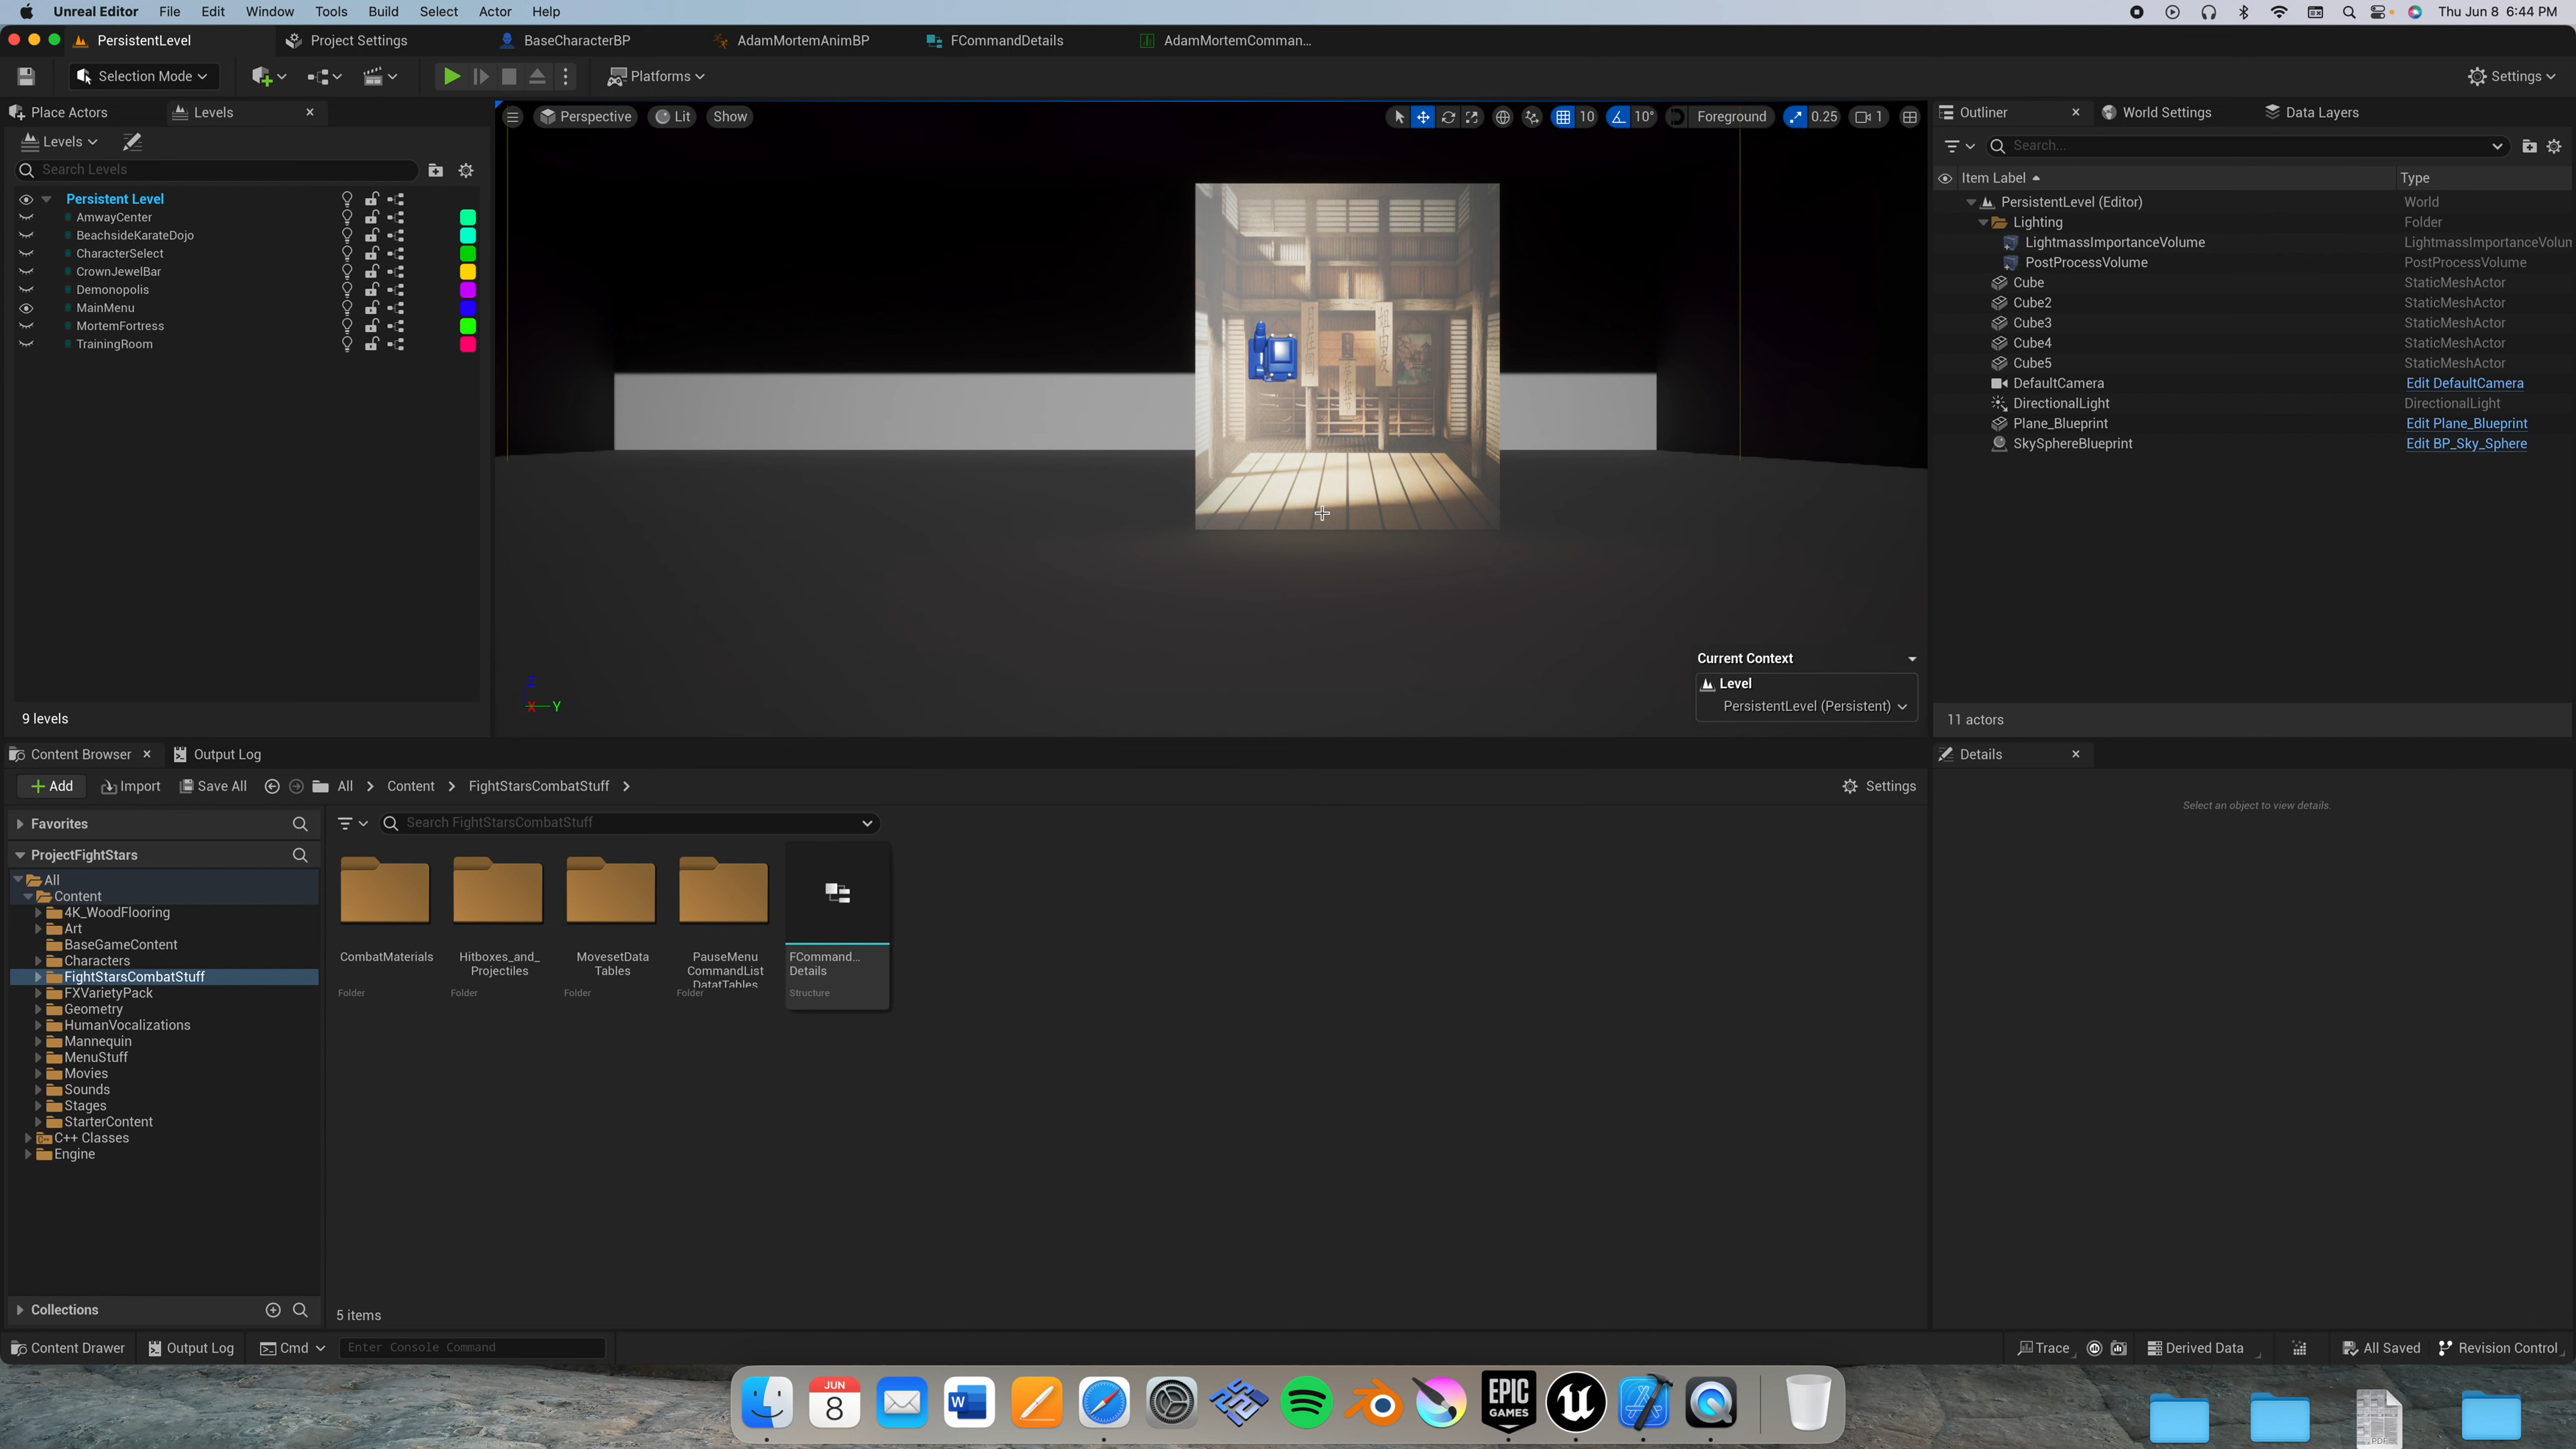 Unreal Editor File Edit Window Tools Build Select Actor Help Thu Jun 8 6:44 PM
PersistentLevel Project Settings BaseCharacterBP AdamMortemAnimBP FCommandDetails AdamMortemComman...
Selection Mode Platforms Settings
Place Actors Levels
Levels
Search Levels
Persistent Level
AmwayCenter
BeachsideKarateDojo
CharacterSelect
CrownJewelBar
Demonopolis
MainMenu
MortemFortress
TrainingRoom
9 levels
Perspective Lit Show 10 10° Foreground 0.25 1
Z
X Y
Current Context
Level
PersistentLevel (Persistent)
Outliner World Settings Data Layers
Search...
Item Label Type
PersistentLevel (Editor) World
Lighting Folder
LightmassImportanceVolume LightmassImportanceVolun
PostProcessVolume PostProcessVolume
Cube StaticMeshActor
Cube2 StaticMeshActor
Cube3 StaticMeshActor
Cube4 StaticMeshActor
Cube5 StaticMeshActor
DefaultCamera Edit DefaultCamera
DirectionalLight DirectionalLight
Plane_Blueprint Edit Plane_Blueprint
SkySphereBlueprint Edit BP_Sky_Sphere
11 actors
Details
Select an object to view details.
Content Browser Output Log
Add Import Save All All Content FightStarsCombatStuff Settings
Favorites
ProjectFightStars
All
Content
4K_WoodFlooring
Art
BaseGameContent
Characters
FightStarsCombatStuff
FXVarietyPack
Geometry
HumanVocalizations
Mannequin
MenuStuff
Movies
Sounds
Stages
StarterContent
C++ Classes
Engine
Collections
Search FightStarsCombatStuff
CombatMaterials
Folder
Hitboxes_and_
Projectiles
Folder
MovesetData
Tables
Folder
PauseMenu
CommandList
DatatTables
Folder
FCommand...
Details
Structure
5 items
Content Drawer Output Log Cmd Enter Console Command Trace Derived Data All Saved Revision Control
JUN
8
W
EPIC
GAMES
PDF